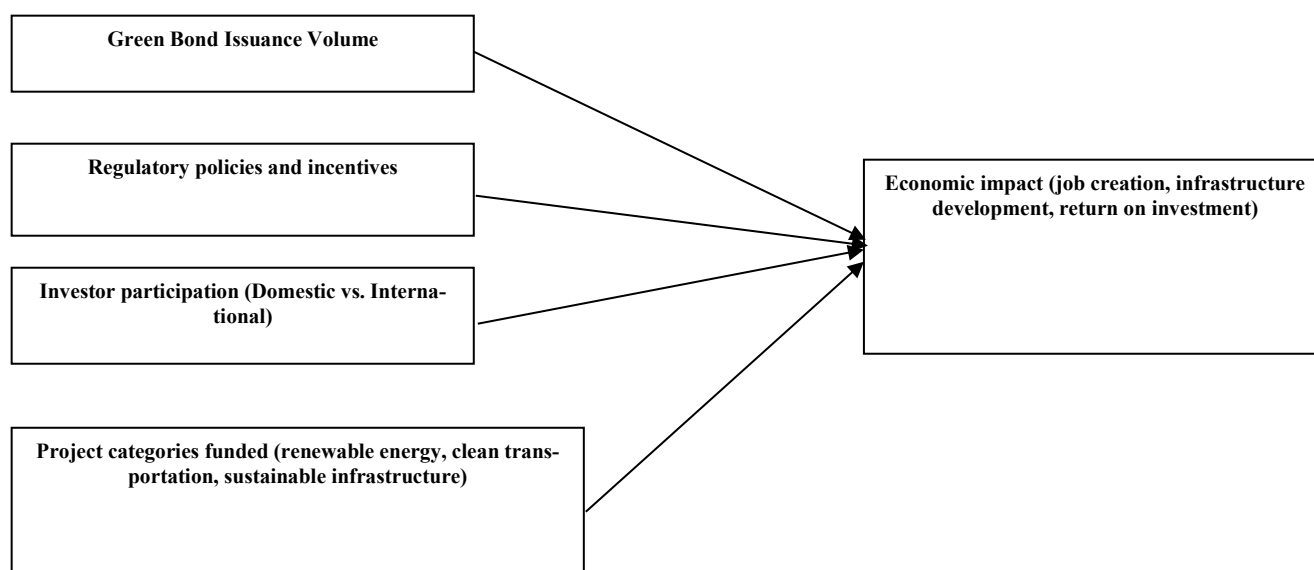 Green Bond Issuance Volume
Regulatory policies and incentives
Investor participation (Domestic vs. Interna-
tional)
Project categories funded (renewable energy, clean trans-
portation, sustainable infrastructure)
Economic impact (job creation, infrastructure
development, return on investment)